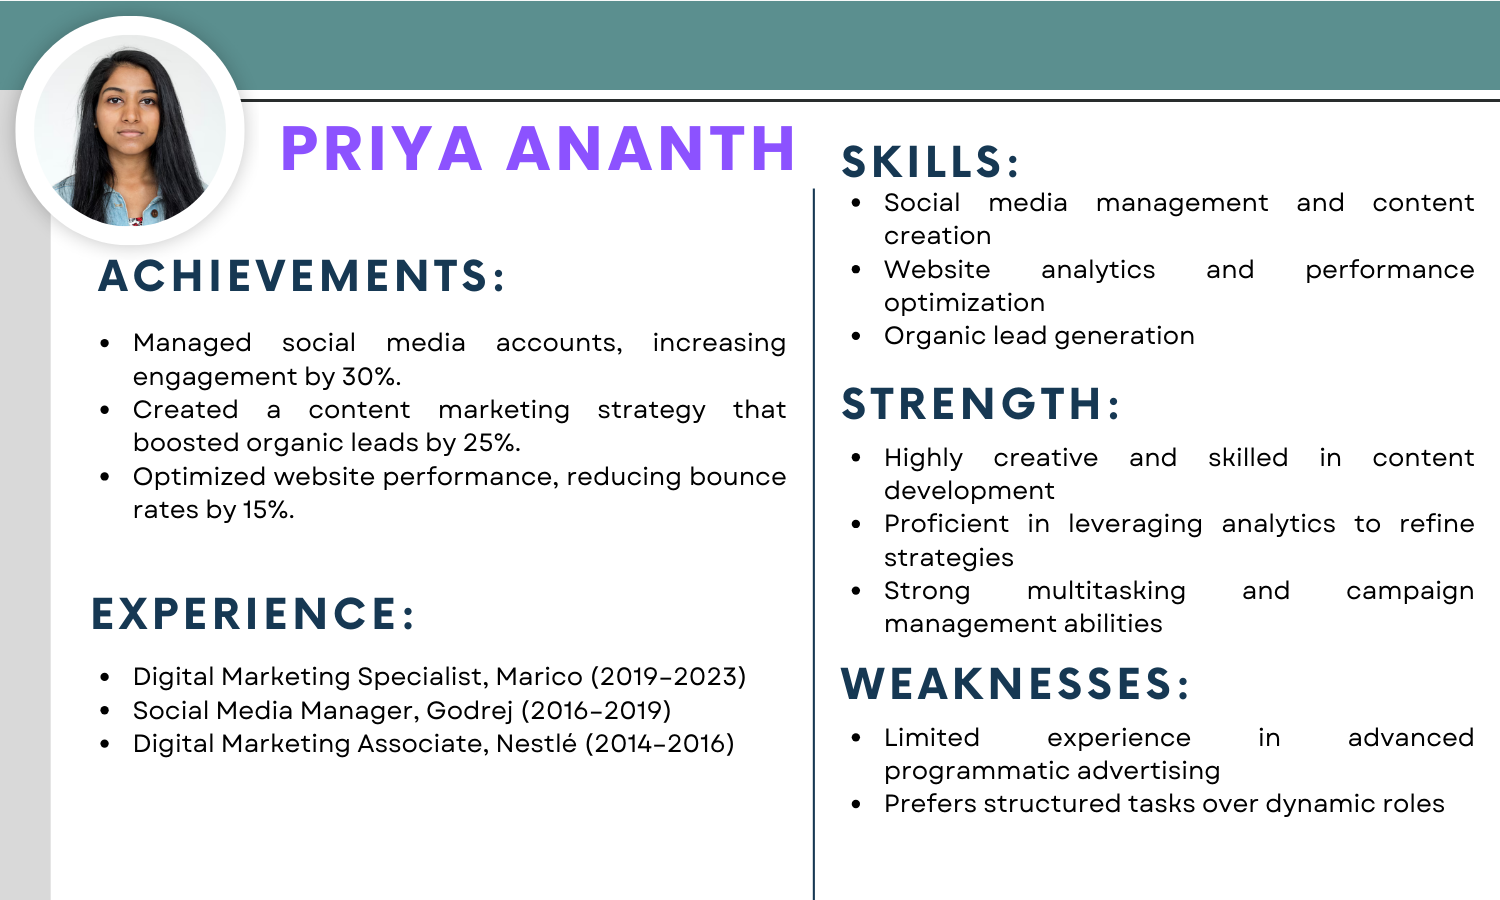 PRIYA ANANTH
ACHIEVEMENTS:
• Managed social media accounts, increasing
engagement by 30%.
• Created a content marketing strategy that
boosted organic leads by 25%.
• Optimized website performance, reducing bounce
rates by 15%.
EXPERIENCE:
• Digital Marketing Specialist, Marico (2019–2023)
• Social Media Manager, Godrej (2016–2019)
• Digital Marketing Associate, Nestlé (2014–2016)
SKILLS:
• Social media management and content
creation
• Website analytics and performance
optimization
• Organic lead generation
STRENGTH:
• Highly creative and skilled in content
development
• Proficient in leveraging analytics to refine
strategies
• Strong multitasking and campaign
management abilities
WEAKNESSES:
• Limited experience in advanced
programmatic advertising
• Prefers structured tasks over dynamic roles